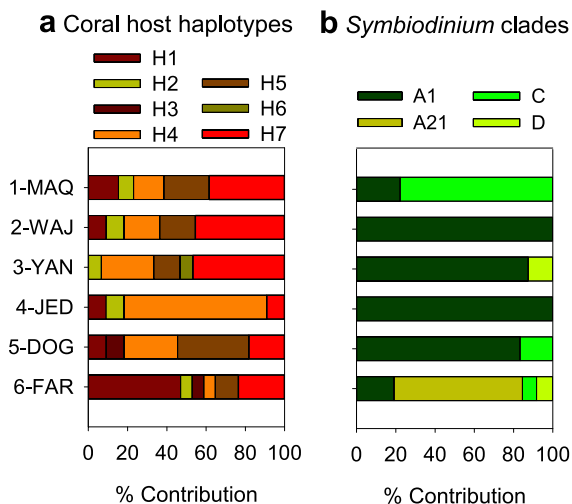 a Coral host haplotypes
H1
H2 H5
H3 H6
H4 H7
b Symbiodinium clades
A1 C
A21 D
1-MAQ
2-WAJ
3-YAN
4-JED
5-DOG
6-FAR
0 20 40 60 80 100
% Contribution
0 20 40 60 80 100
% Contribution